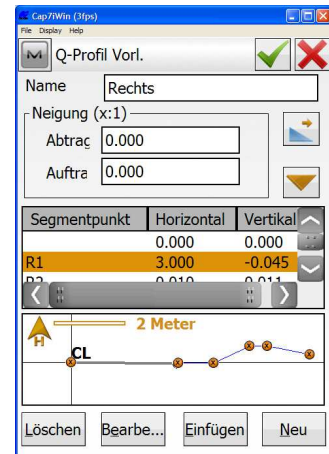 Cap7iWin (3fps)
File Display Help
M Q-Profil Vorl.
Name Rechts
Neigung (x:1)
Abtrag 0.000
Auftra 0.000
Segmentpunkt Horizontal Vertikal
0.000 0.000
R1 3.000 -0.045
H 2 Meter
CL
Löschen Bearbe... Einfügen Neu